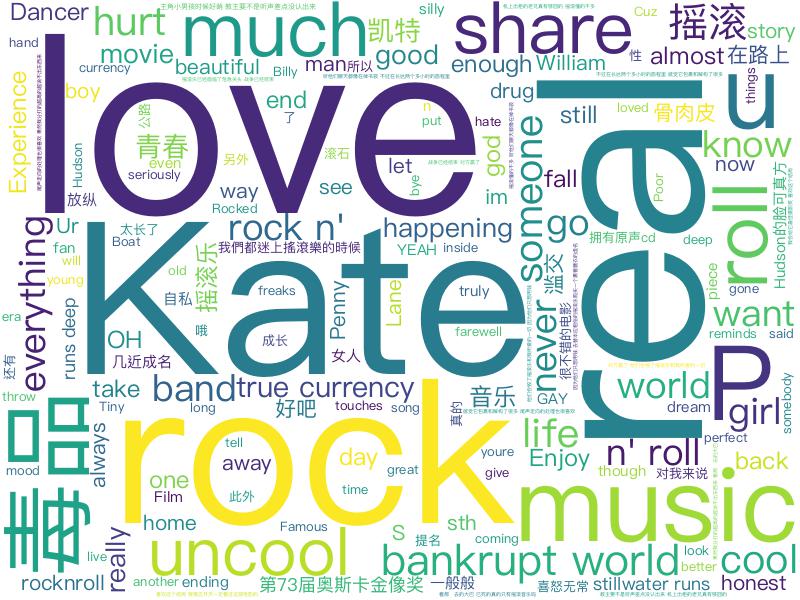 Dancer
hurt
much
凯特
silly
share
Cuz
摇滚
story
hand
movie
good
beautiful
Billy
man
所以
enough
William
性
almost
在路上
currency
boy
end
了
n
put
hate
drug
still
loved
骨肉皮
things
u
Experience
love
real
公路
青春
even
seriously
另外
滚石
let
god
know
Hudson
放纵
way
Rocked
see
bye
im
fall
Poor
now
everything
Ur
太长了
Boat
rock n'
happening
someone
go
拥有原声cd
deep
roll
Hudson的脸可真方
fan
will
young
old
摇滚乐
我們都迷上搖滾樂的時候
YEAH
inside
滥交
piece
gone
era
Kate
自私
freaks
Penny
Lane
truly
never
很不错的电影
want
runs deep
OH
哦
成长
farewell
reminds
said
还有
几近成名
女人
P
take
band
true currency
音乐
GAY
world
girl
somebody
throw
毒品
Tiny
long
好吧
touches
song
真的
dream
perfect
always
rock
life
n' roll
tell
day
Enjoy
youre
though
对我来说
back
mood
one
away
great
give
Film
此外
time
music
home
Famous
S
sth
提名
coming
look
better
live
really
uncool
bankrupt world
cool
rocknroll
another
ending
第73届奥斯卡金像奖
一般般
喜怒无常
stillwater runs
honest